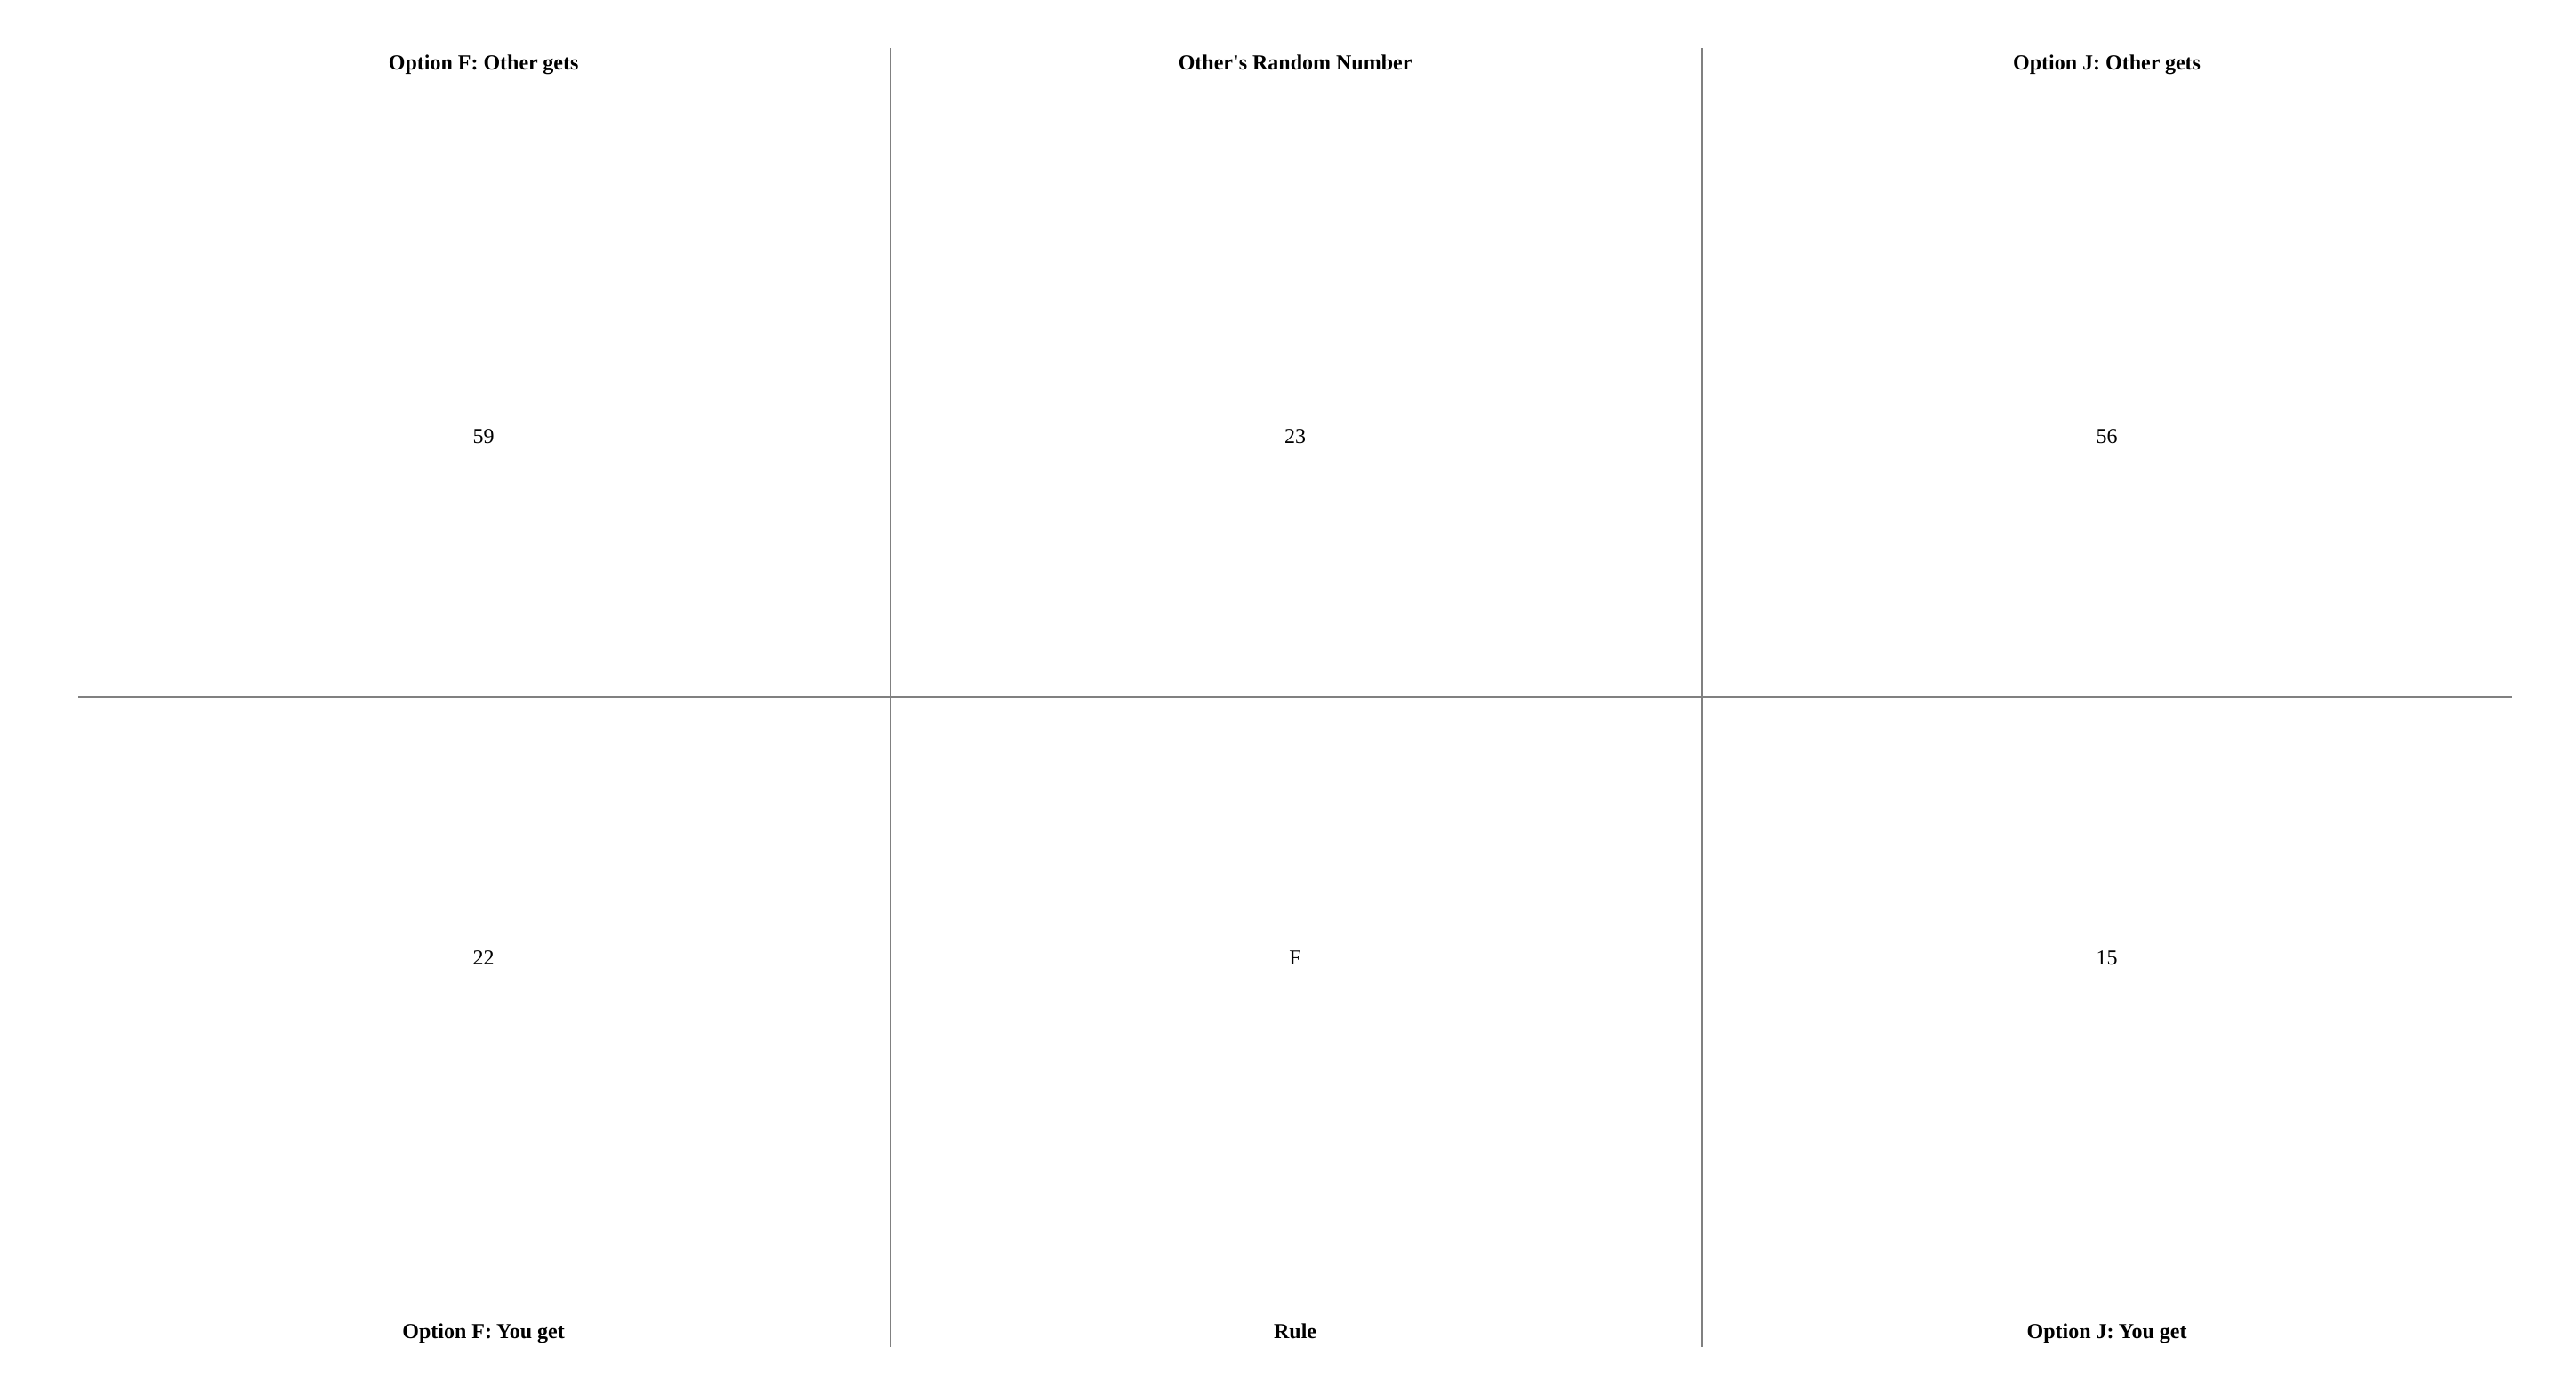 Option F: Other gets
Other's Random Number
Option J: Other gets
59
23
56
22
F
15
Option F: You get
Rule
Option J: You get